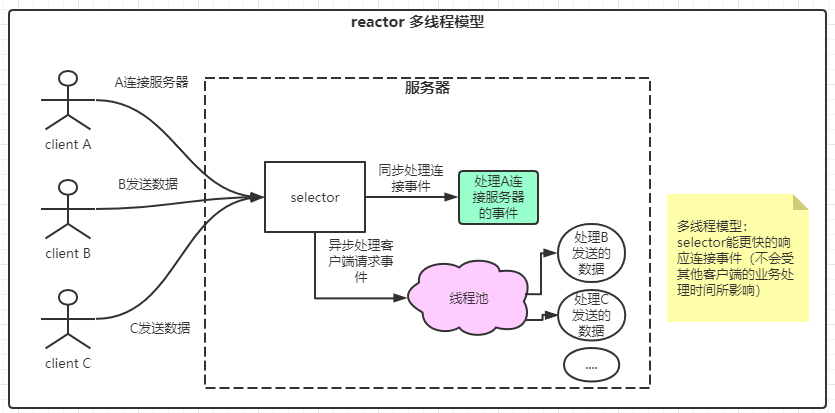 reactor 多线程模型
服务器
A连接服务器
client A
B发送数据
client B
C发送数据
client C
selector
同步处理连
接事件
处理A连
接服务器
的事件
异步处理客
户端请求事
件
线程池
处理B
发送的
数据
处理C
发送的
数据
....
多线程模型：
selector能更快的响
应连接事件（不会受
其他客户端的业务处
理时间所影响）